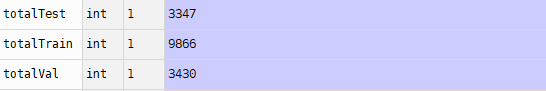 totalTest int 1 3347
totalTrain int 1 9866
totalVal int 1 3430